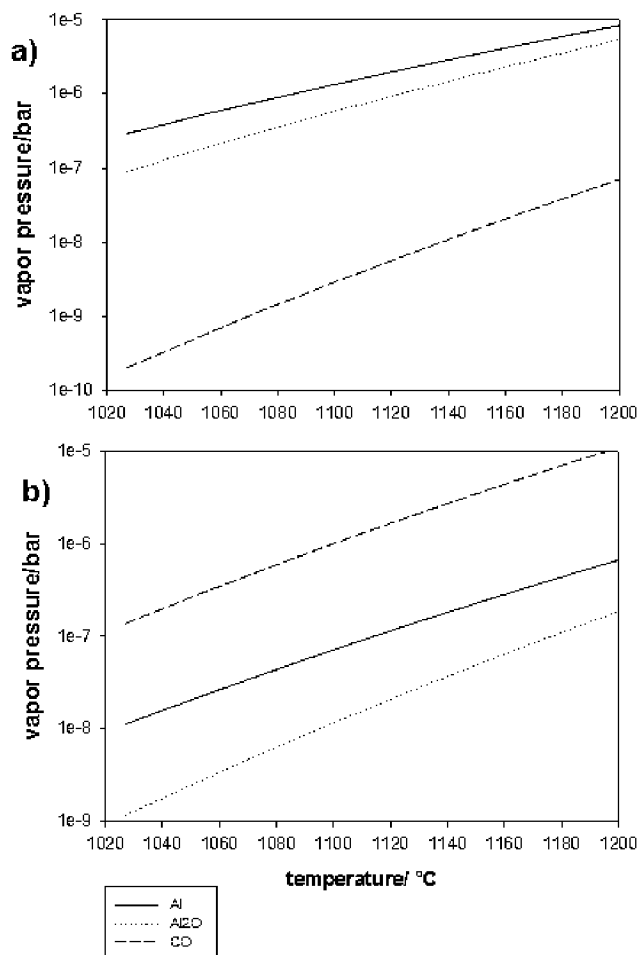 a)
vapor pressure/bar
1e-5
1e-6
1e-7
1e-8
1e-9
1e-10
1020 1040 1060 1080 1100 1120 1140 1160 1180 1200
b)
vapor pressure/bar
1e-5
1e-6
1e-7
1e-8
1e-9
1020 1040 1060 1080 1100 1120 1140 1160 1180 1200
temperature/ °C
Al
Al2O
CO